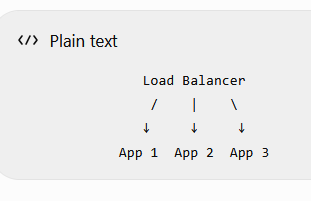 </> Plain text
Load Balancer
/ | \
↓ ↓ ↓
App 1 App 2 App 3